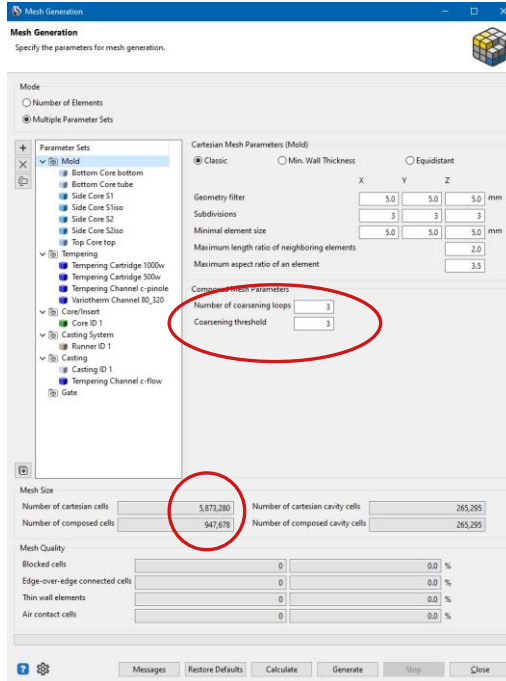 Mesh Generation
Mesh Generation
Specify the parameters for mesh generation.
Mode
Number of Elements
Multiple Parameter Sets
Parameter Sets
Mold
Bottom Core bottom
Bottom Core tube
Side Core S1
Side Core S1iso
Side Core S2
Side Core S2iso
Top Core top
Tempering
Tempering Cartridge 1000w
Tempering Cartridge 500w
Tempering Channel c-pinole
Variotherm Channel 80_320
Core/Insert
Core ID 1
Casting System
Runner ID 1
Casting
Casting ID 1
Tempering Channel c-flow
Gate
Cartesian Mesh Parameters (Mold)
Classic Min. Wall Thickness Equidistant
X Y Z
Geometry filter 5.0 5.0 5.0 mm
Subdivisions 3 3 3
Minimal element size 5.0 5.0 5.0 mm
Maximum length ratio of neighboring elements 2.0
Maximum aspect ratio of an element 3.5
Composed Mesh Parameters
Number of coarsening loops 3
Coarsening threshold 3
Mesh Size
Number of cartesian cells 5,873,280 Number of cartesian cavity cells 265,295
Number of composed cells 947,678 Number of composed cavity cells 265,295
Mesh Quality
Blocked cells 0 0.0 %
Edge-over-edge connected cells 0 0.0 %
Thin wall elements 0 0.0 %
Air contact cells 0 0.0 %
Messages Restore Defaults Calculate Generate Stop Close